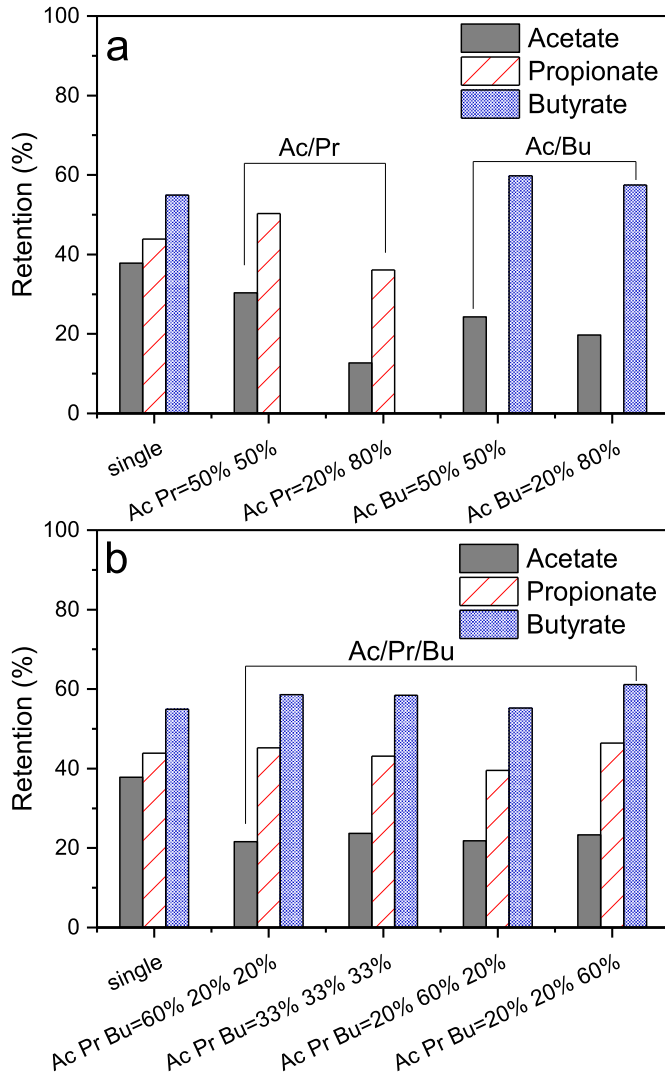 a
Acetate
Propionate
Butyrate
Ac/Pr
Ac/Bu
Retention (%)
100
80
60
40
20
0
single
Ac Pr=50% 50%
Ac Pr=20% 80%
Ac Bu=50% 50%
Ac Bu=20% 80%
b
Acetate
Propionate
Butyrate
Ac/Pr/Bu
Retention (%)
100
80
60
40
20
0
single
Ac Pr Bu=60% 20% 20%
Ac Pr Bu=33% 33% 33%
Ac Pr Bu=20% 60% 20%
Ac Pr Bu=20% 20% 60%